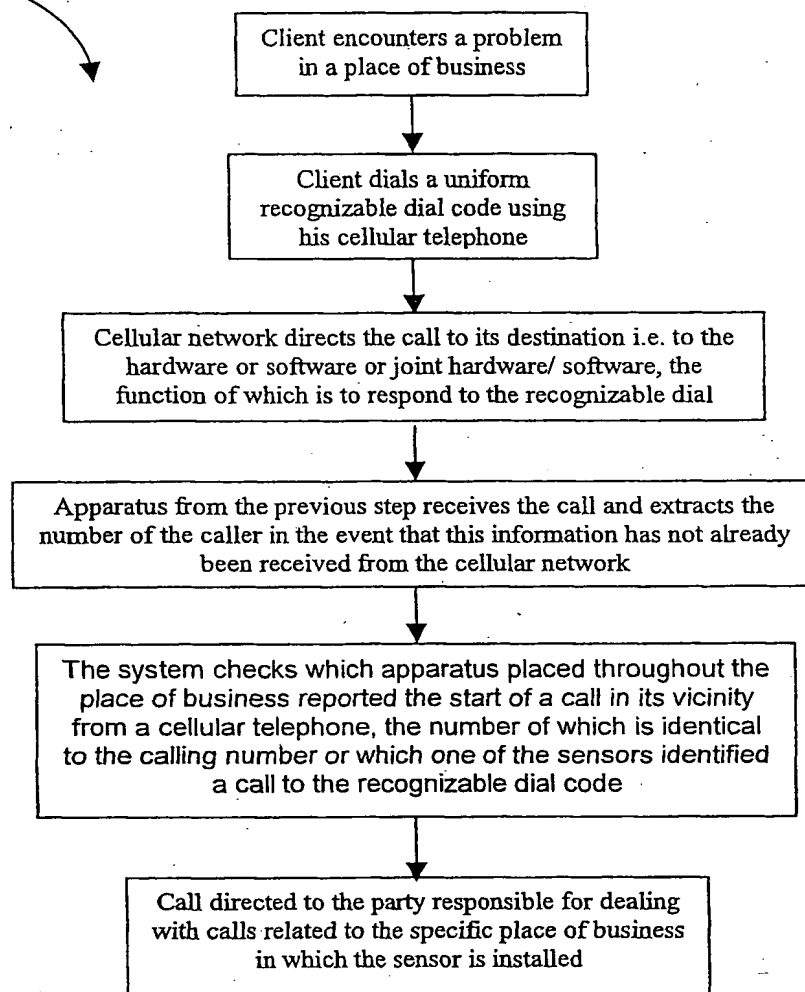 Client encounters a problem
in a place of business
Client dials a uniform
recognizable dial code using
his cellular telephone
Cellular network directs the call to its destination i.e. to the
hardware or software or joint hardware/ software, the
function of which is to respond to the recognizable dial
Apparatus from the previous step receives the call and extracts the
number of the caller in the event that this information has not already
been received from the cellular network
The system checks which apparatus placed throughout the
place of business reported the start of a call in its vicinity
from a cellular telephone, the number of which is identical
to the calling number or which one of the sensors identified
a call to the recognizable dial code
Call directed to the party responsible for dealing
with calls related to the specific place of business
in which the sensor is installed